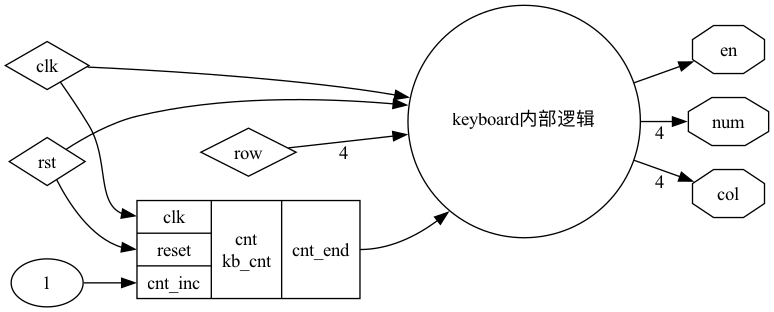 clk
rst
row
4
1
clk
reset
cnt_inc
cnt
kb_cnt
cnt_end
keyboard内部逻辑
en
num
4
col
4